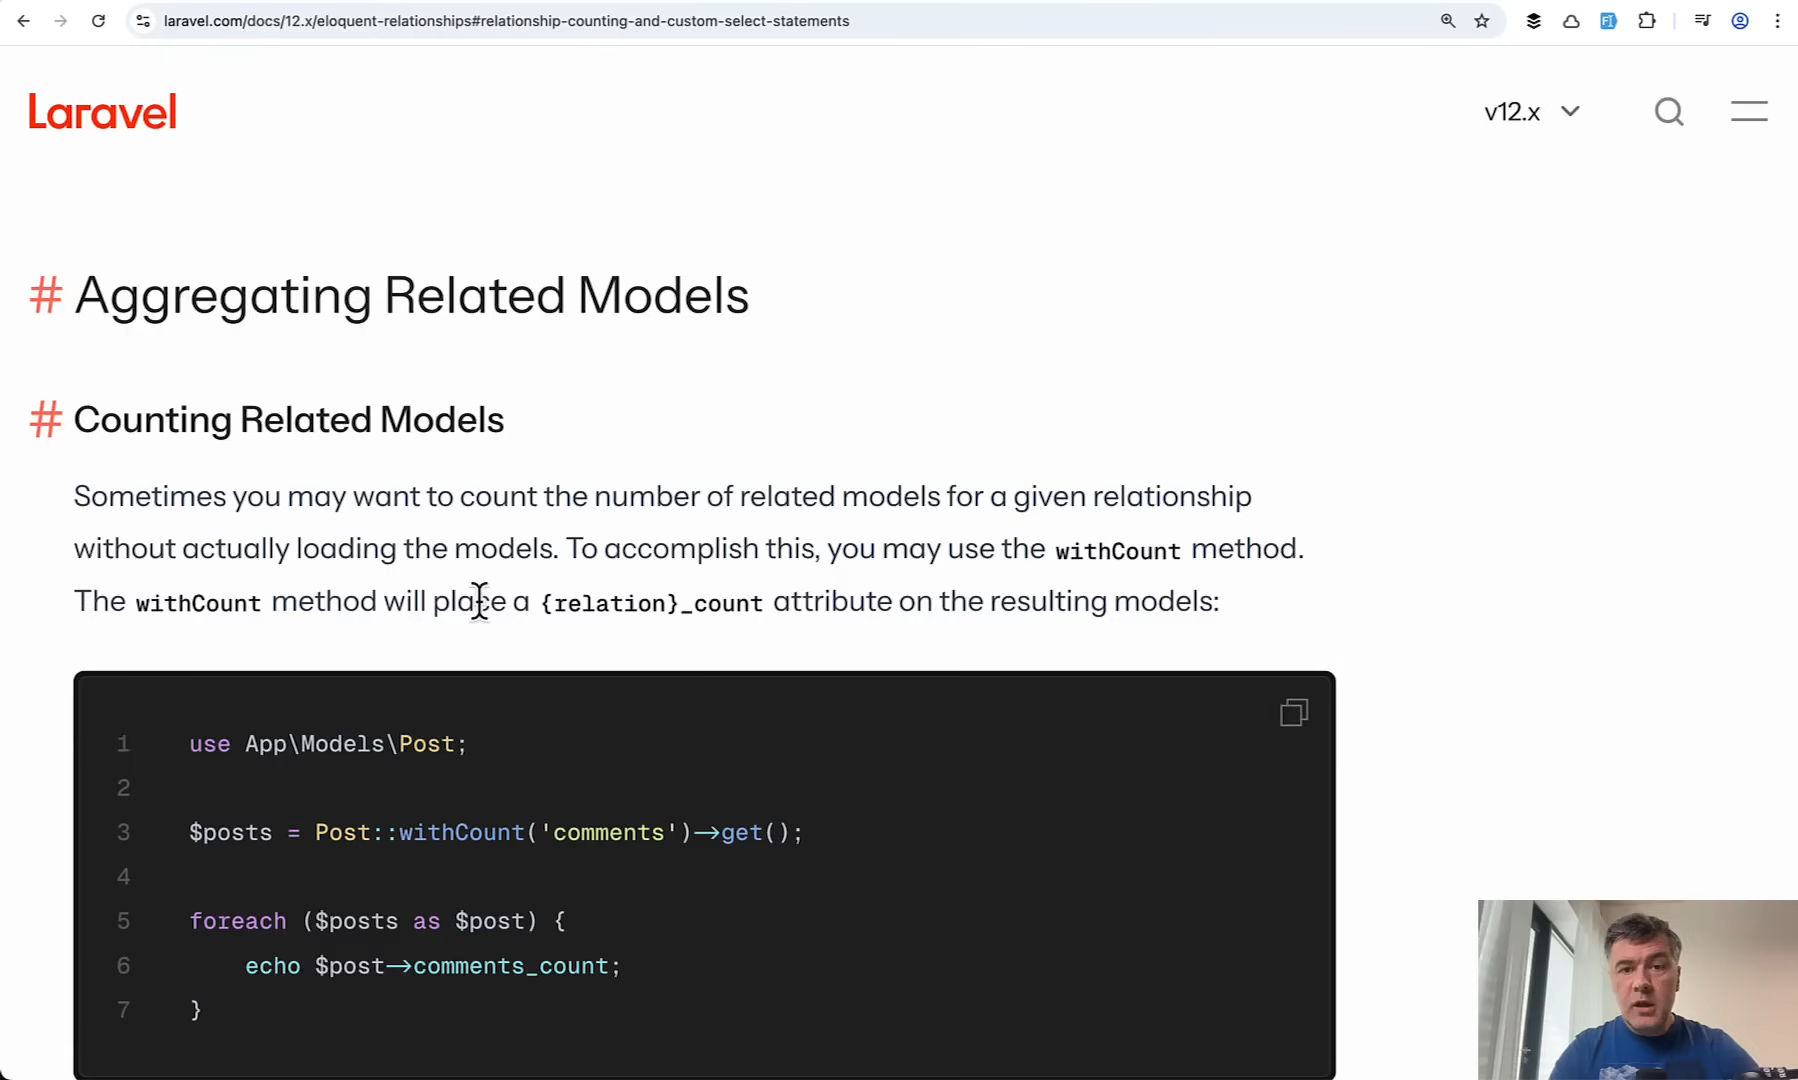 laravel.com/docs/12.x/eloquent-relationships#relationship-counting-and-custom-select-statements
Laravel
v12.x
# Aggregating Related Models
# Counting Related Models
Sometimes you may want to count the number of related models for a given relationship
without actually loading the models. To accomplish this, you may use the withCount method.
The withCount method will place a {relation}_count attribute on the resulting models:
1 use App\Models\Post;
2
3 $posts = Post::withCount('comments')->get();
4
5 foreach ($posts as $post) {
6 echo $post->comments_count;
7 }